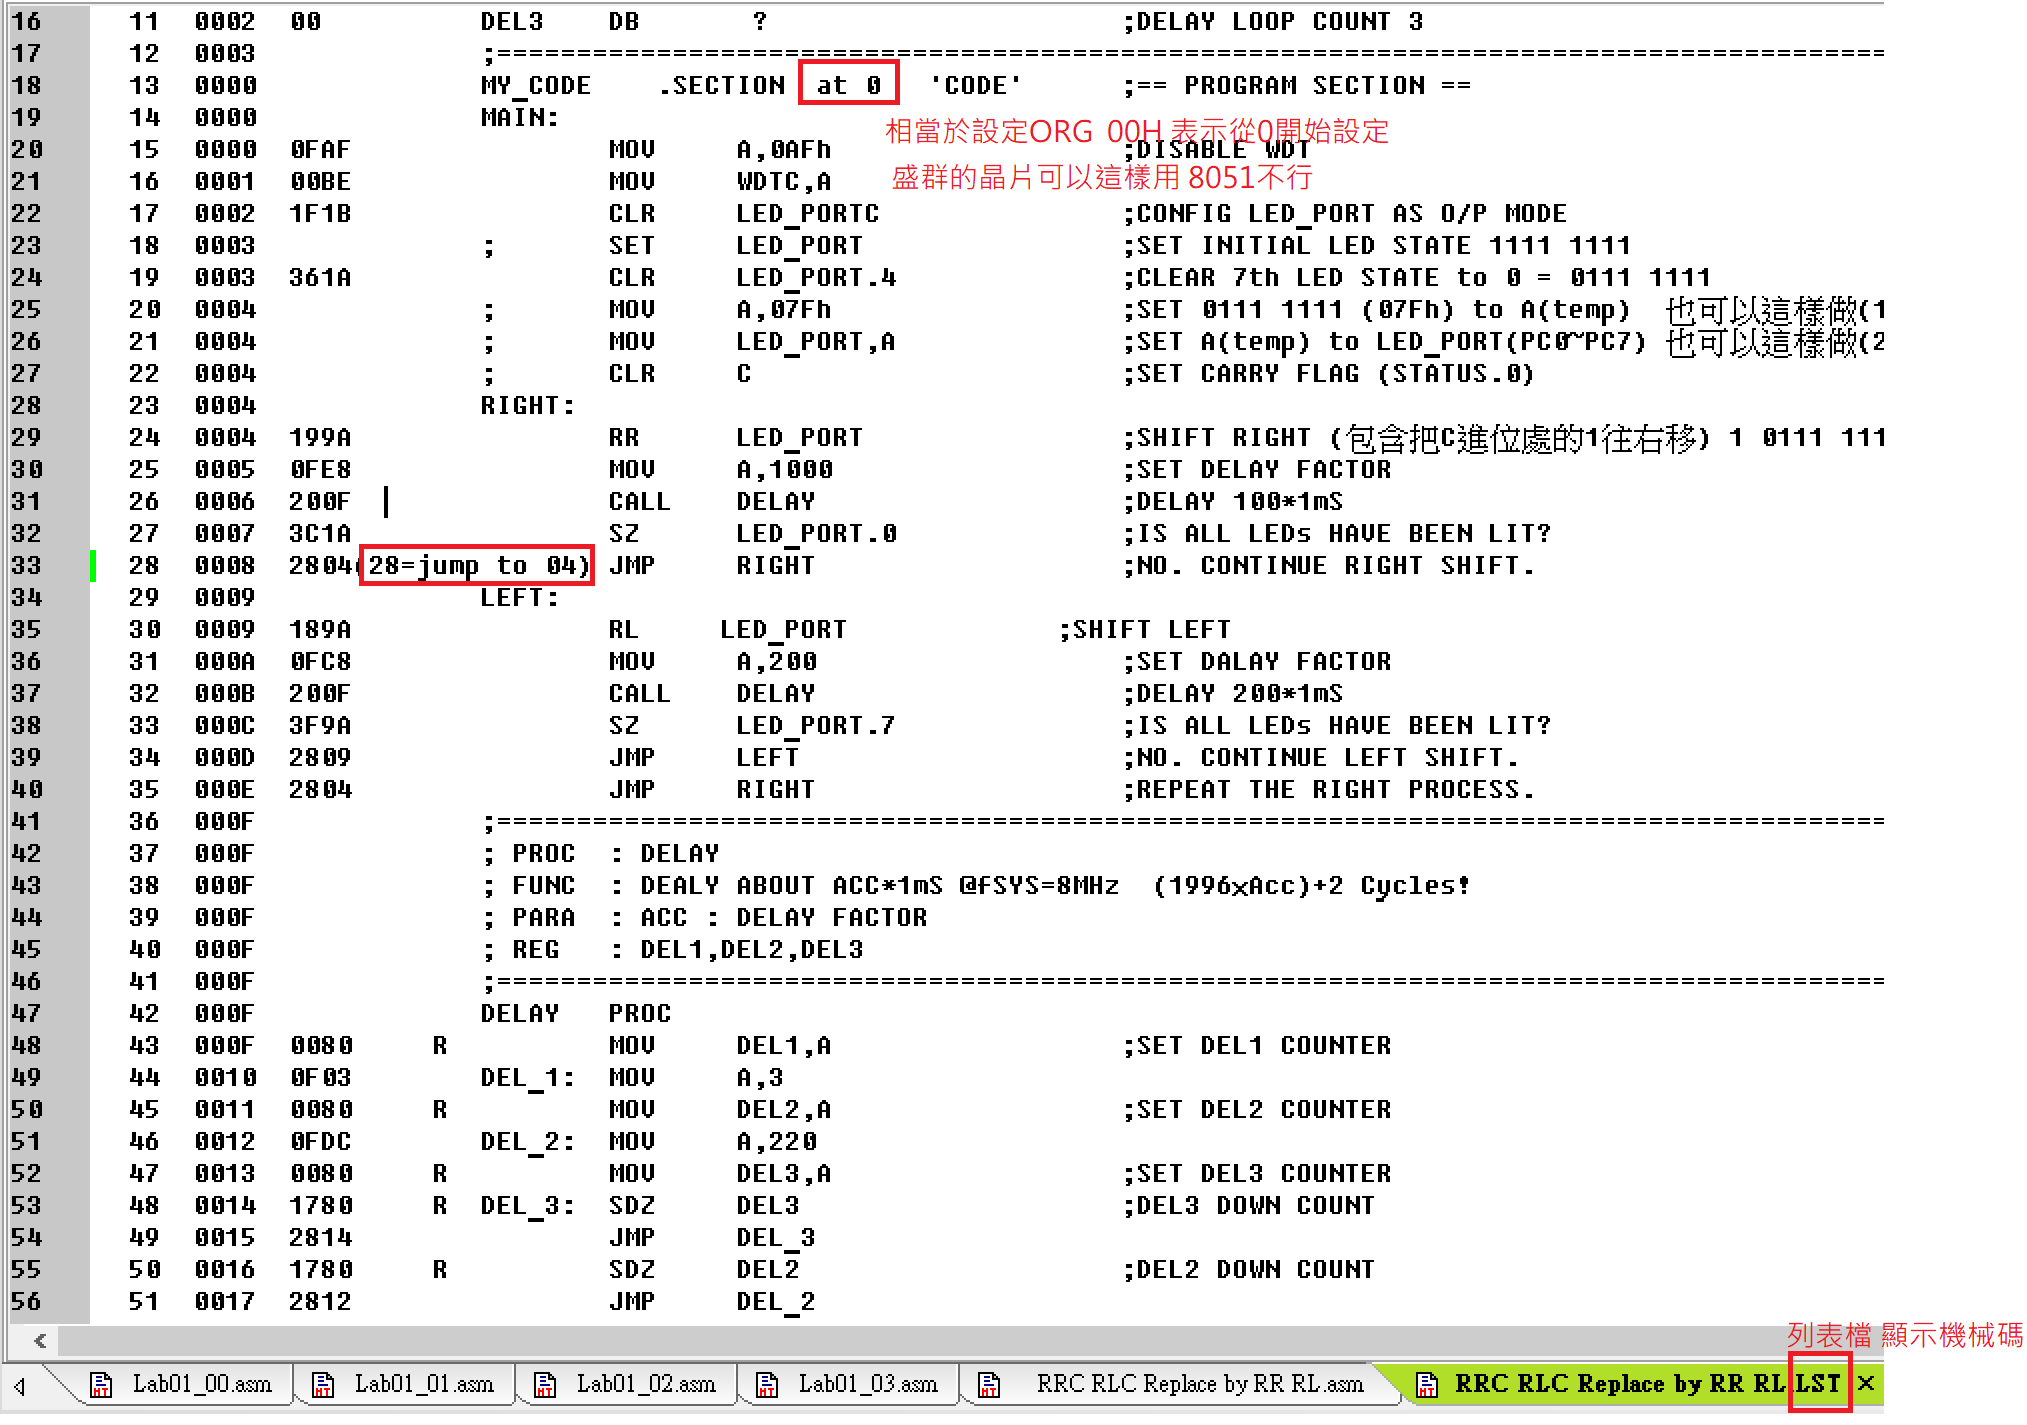 16 11 0002 00 DEL3 DB ? ;DELAY LOOP COUNT 3
17 12 0003 ;=======================================================================================
18 13 0000 MY_CODE .SECTION at 0 'CODE' ;== PROGRAM SECTION ==
19 14 0000 MAIN:
相當於設定ORG 00H 表示從0開始設定
20 15 0000 0FAF MOV A,0AFh ;DISABLE WDT
21 16 0001 00BE MOV WDTC,A
盛群的晶片可以這樣用 8051不行
22 17 0002 1F1B CLR LED_PORTC ;CONFIG LED_PORT AS O/P MODE
23 18 0003 ; SET LED_PORT ;SET INITIAL LED STATE 1111 1111
24 19 0003 361A CLR LED_PORT.4 ;CLEAR 7th LED STATE to 0 = 0111 1111
25 20 0004 ; MOV A,07Fh ;SET 0111 1111 (07Fh) to A(temp) 也可以這樣做(1
26 21 0004 ; MOV LED_PORT,A ;SET A(temp) to LED_PORT(PC0~PC7) 也可以這樣做(2
27 22 0004 ; CLR C ;SET CARRY FLAG (STATUS.0)
28 23 0004 RIGHT:
29 24 0004 199A RR LED_PORT ;SHIFT RIGHT (包含把C進位處的1往右移) 1 0111 111
30 25 0005 0FE8 MOV A,1000 ;SET DELAY FACTOR
31 26 0006 200F CALL DELAY ;DELAY 100*1mS
32 27 0007 3C1A SZ LED_PORT.0 ;IS ALL LEDs HAVE BEEN LIT?
33 28 0008 2804(28=jump to 04) JMP RIGHT ;NO. CONTINUE RIGHT SHIFT.
34 29 0009 LEFT:
35 30 0009 189A RL LED_PORT ;SHIFT LEFT
36 31 000A 0FC8 MOV A,200 ;SET DALAY FACTOR
37 32 000B 200F CALL DELAY ;DELAY 200*1mS
38 33 000C 3F9A SZ LED_PORT.7 ;IS ALL LEDs HAVE BEEN LIT?
39 34 000D 2809 JMP LEFT ;NO. CONTINUE LEFT SHIFT.
40 35 000E 2804 JMP RIGHT ;REPEAT THE RIGHT PROCESS.
41 36 000F ;=======================================================================================
42 37 000F ; PROC : DELAY
43 38 000F ; FUNC : DEALY ABOUT ACC*1mS @fSYS=8MHz (1996xAcc)+2 Cycles!
44 39 000F ; PARA : ACC : DELAY FACTOR
45 40 000F ; REG : DEL1,DEL2,DEL3
46 41 000F ;=======================================================================================
47 42 000F DELAY PROC
48 43 000F 0080 R MOV DEL1,A ;SET DEL1 COUNTER
49 44 0010 0F03 DEL_1: MOV A,3
50 45 0011 0080 R MOV DEL2,A ;SET DEL2 COUNTER
51 46 0012 0FDC DEL_2: MOV A,220
52 47 0013 0080 R MOV DEL3,A ;SET DEL3 COUNTER
53 48 0014 1780 R DEL_3: SDZ DEL3 ;DEL3 DOWN COUNT
54 49 0015 2814 JMP DEL_3
55 50 0016 1780 R SDZ DEL2 ;DEL2 DOWN COUNT
56 51 0017 2812 JMP DEL_2
列表檔 顯示機械碼
Lab01_00.asm Lab01_01.asm Lab01_02.asm Lab01_03.asm RRC RLC Replace by RR RL.asm RRC RLC Replace by RR RL.LST